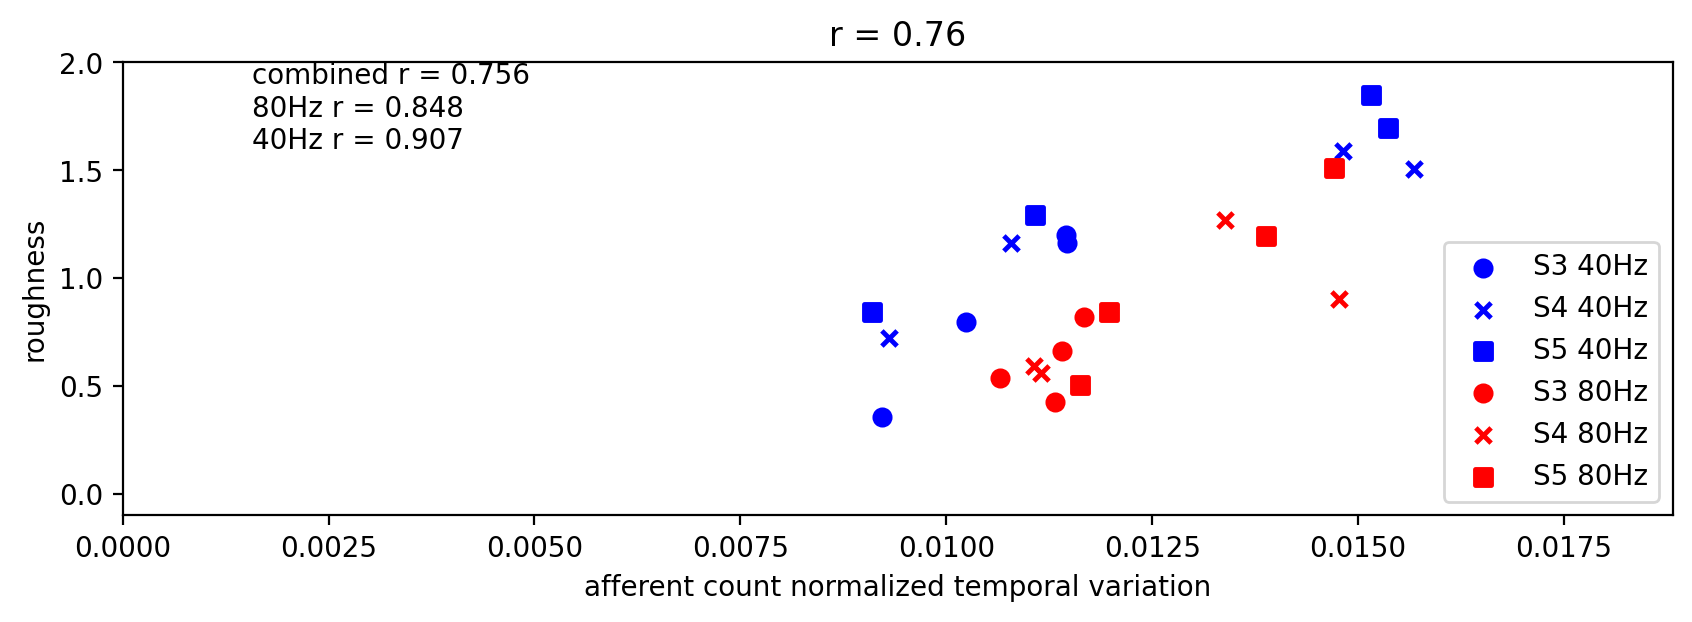 r = 0.76
combined r = 0.756
80Hz r = 0.848
40Hz r = 0.907
2.0
1.5
1.0
0.5
0.0
roughness
S3 40Hz
S4 40Hz
S5 40Hz
S3 80Hz
S4 80Hz
S5 80Hz
0.0000 0.0025 0.0050 0.0075 0.0100 0.0125 0.0150 0.0175
afferent count normalized temporal variation